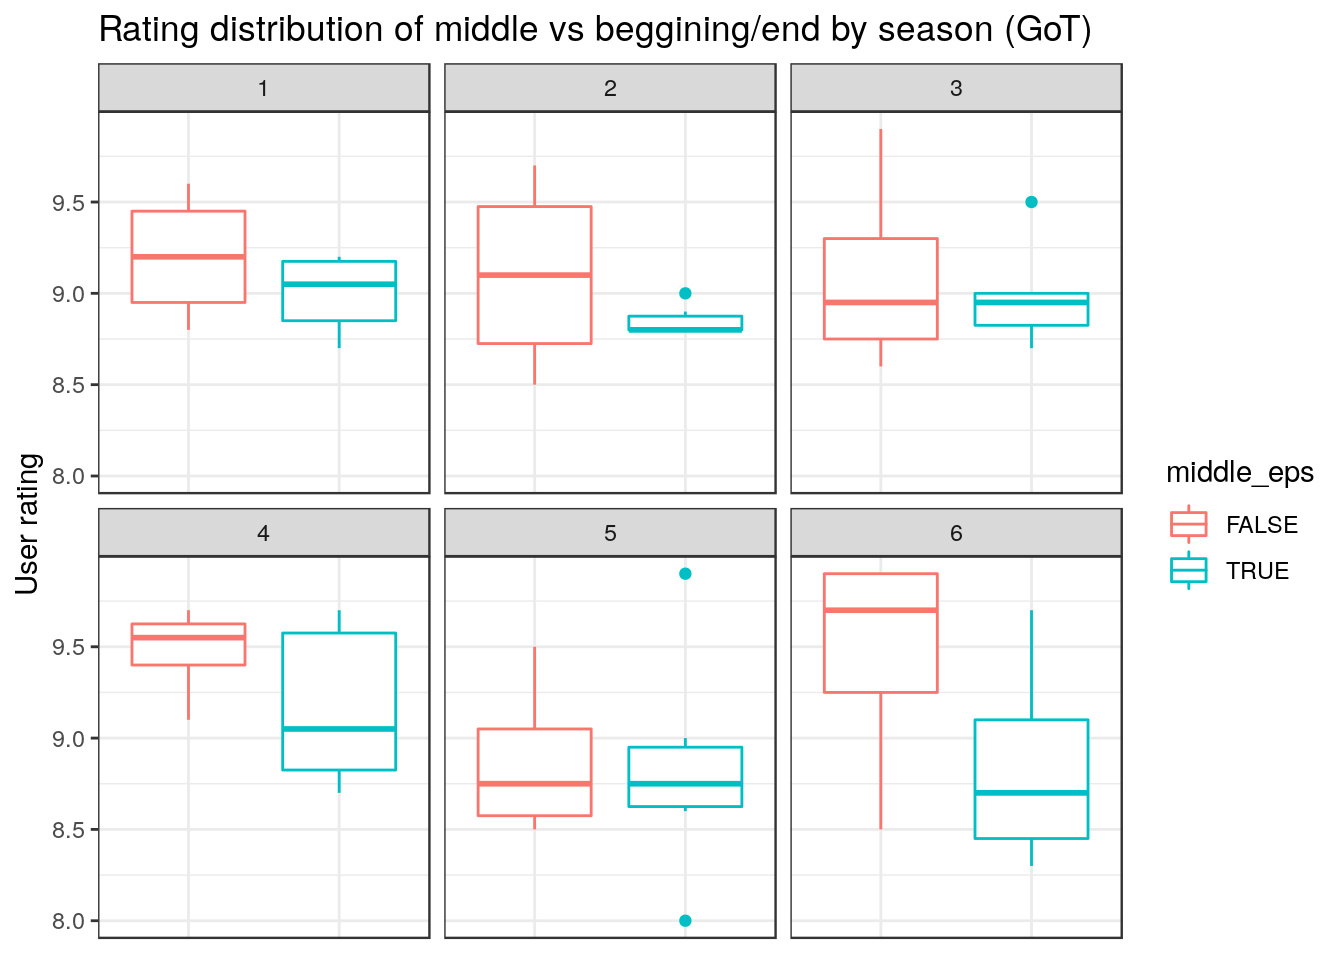 Rating distribution of middle vs beggining/end by season (GoT)
1 2 3
9.5
9.0
8.5
8.0
User rating
4 5 6
9.5
9.0
8.5
8.0
middle_eps
FALSE
TRUE